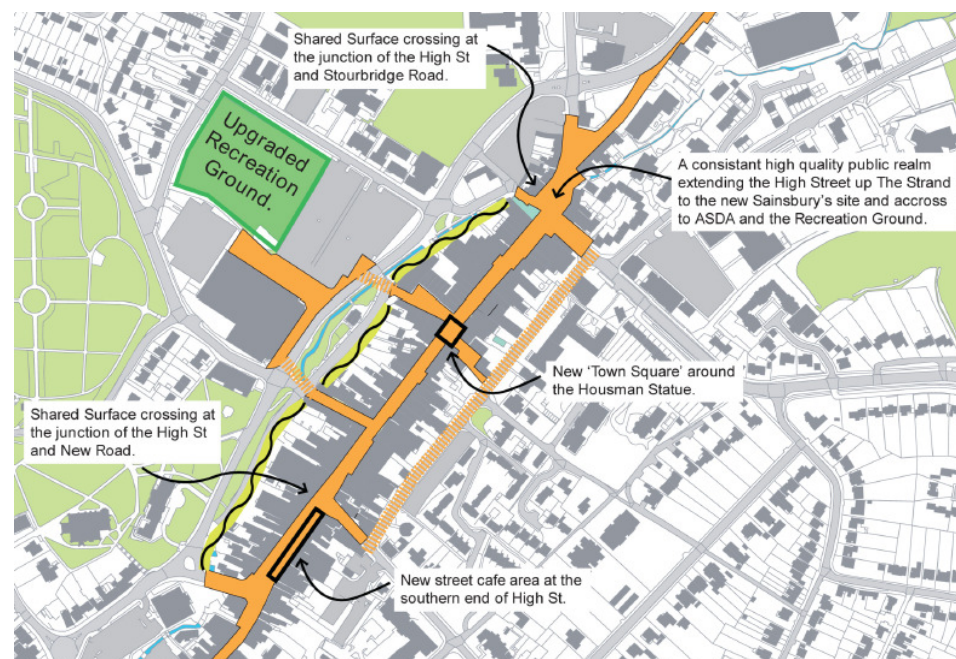 Shared Surface crossing at
the junction of the High St
and Stourbridge Road.
Upgraded
Recreation
Ground.
A consistant high quality public realm
extending the High Street up The Strand
to the new Sainsbury's site and accross
to ASDA and the Recreation Ground.
New 'Town Square' around
the Housman Statue.
Shared Surface crossing at
the junction of the High St
and New Road.
New street cafe area at the
southern end of High St.